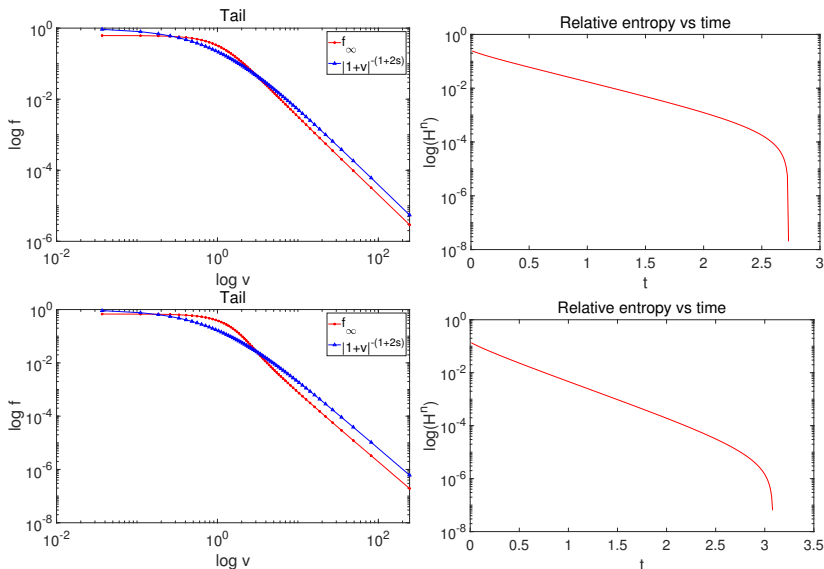 Tail
10^0
10^-2
10^-4
10^-6
log f
10^-2
10^0
10^2
log v
f_∞
|1+v|^-(1+2s)
Relative entropy vs time
10^0
10^-2
10^-4
10^-6
10^-8
log(H^n)
0
0.5
1
1.5
2
2.5
3
t
Tail
10^0
10^-2
10^-4
10^-6
10^-8
log f
10^-2
10^0
10^2
log v
f_∞
|1+v|^-(1+2s)
Relative entropy vs time
10^0
10^-2
10^-4
10^-6
10^-8
log(H^n)
0
0.5
1
1.5
2
2.5
3
3.5
t